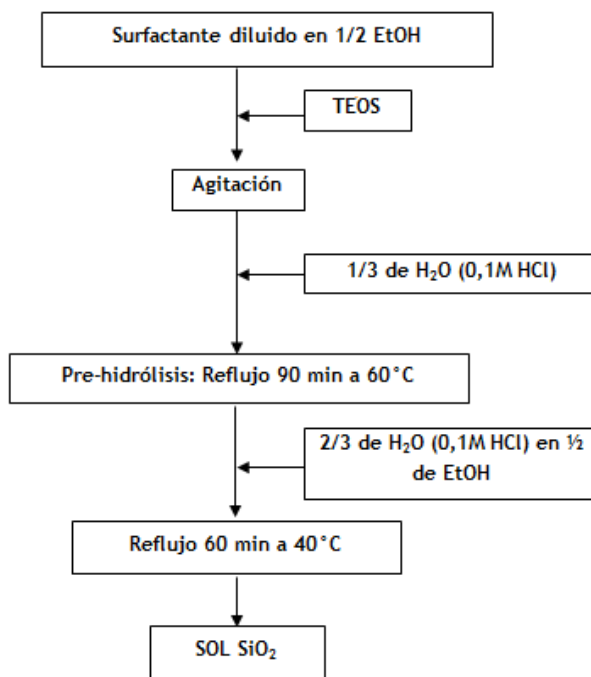 Surfactante diluido en 1/2 EtOH
TEOS
Agitación
1/3 de H₂O (0,1M HCl)
Pre-hidrólisis: Reflujo 90 min a 60°C
2/3 de H₂O (0,1M HCl) en ½
de EtOH
Reflujo 60 min a 40°C
SOL SiO₂